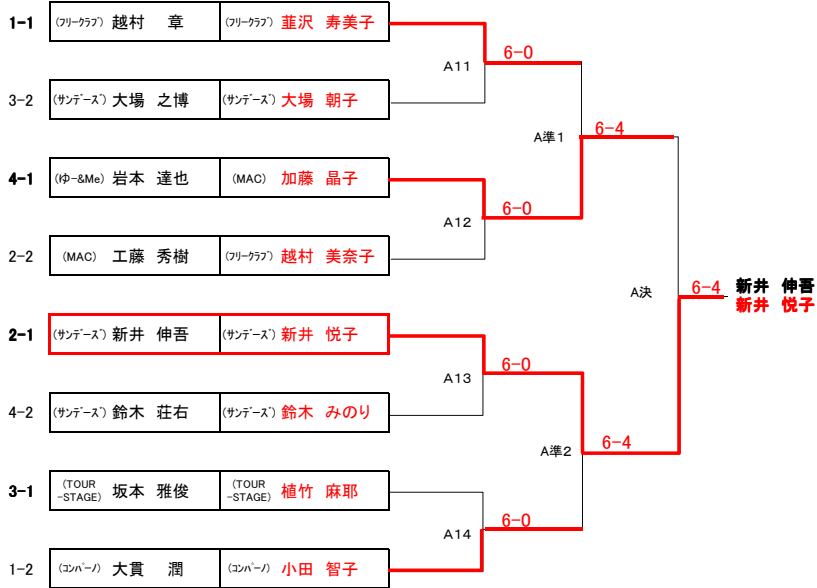 1-1 (フリークラブ) 越村 章 (フリークラブ) 韮沢 寿美子
6-0
A11
3-2 (サンデーズ) 大場 之博 (サンデーズ) 大場 朝子
A準1 6-4
4-1 (ゆ-&Me) 岩本 達也 (MAC) 加藤 晶子
6-0
A12
2-2 (MAC) 工藤 秀樹 (フリークラブ) 越村 美奈子
A決 6-4 新井 伸吾
新井 悦子
2-1 (サンデーズ) 新井 伸吾 (サンデーズ) 新井 悦子
6-0
A13
4-2 (サンデーズ) 鈴木 荘右 (サンデーズ) 鈴木 みのり
A準2 6-4
3-1 (TOUR
-STAGE) 坂本 雅俊 (TOUR
-STAGE) 植竹 麻耶
6-0
A14
1-2 (コンパーノ) 大貫 潤 (コンパーノ) 小田 智子